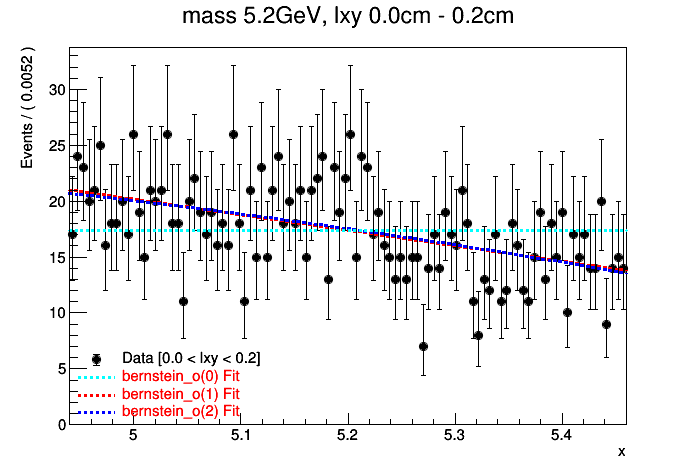 mass 5.2GeV, lxy 0.0cm - 0.2cm
Events / ( 0.0052 )
30
25
20
15
10
5
0
Data [0.0 < lxy < 0.2]
bernstein_o(0) Fit
bernstein_o(1) Fit
bernstein_o(2) Fit
5 5.1 5.2 5.3 5.4
x